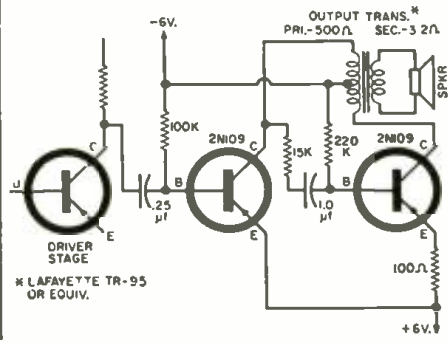 OUTPUT TRANS.*
PRI.-500Ω SEC.-3.2Ω
-6V.
SPKR
100K
2N109
15K
220
K
2N109
C
C
C
B
B
.25
μf
1.0
μf
E
E
E
DRIVER
STAGE
* LAFAYETTE TR-95
OR EQUIV.
100Ω
+6V.